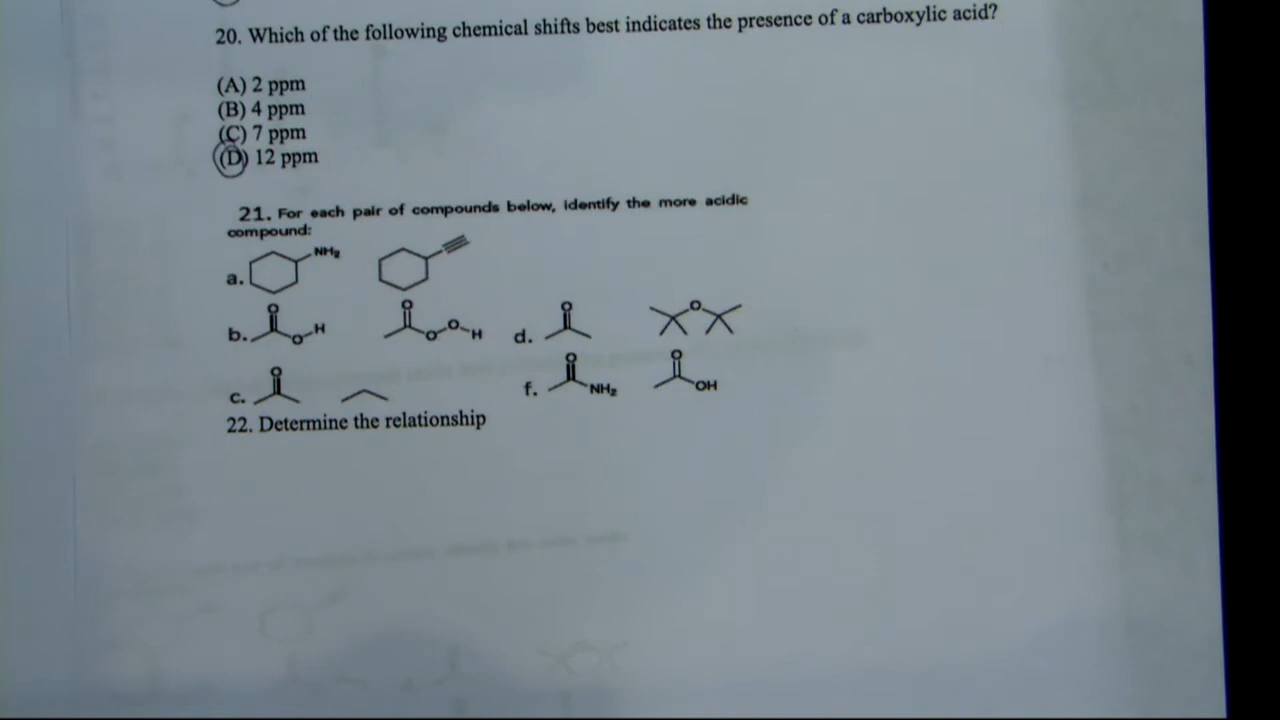 20. Which of the following chemical shifts best indicates the presence of a carboxylic acid?
(A) 2 ppm
(B) 4 ppm
(C) 7 ppm
(D) 12 ppm
21. For each pair of compounds below, identify the more acidic
compound:
a. NH₂
b. O O H O O O H d. O O
c. O f. O NH₂ O OH
22. Determine the relationship